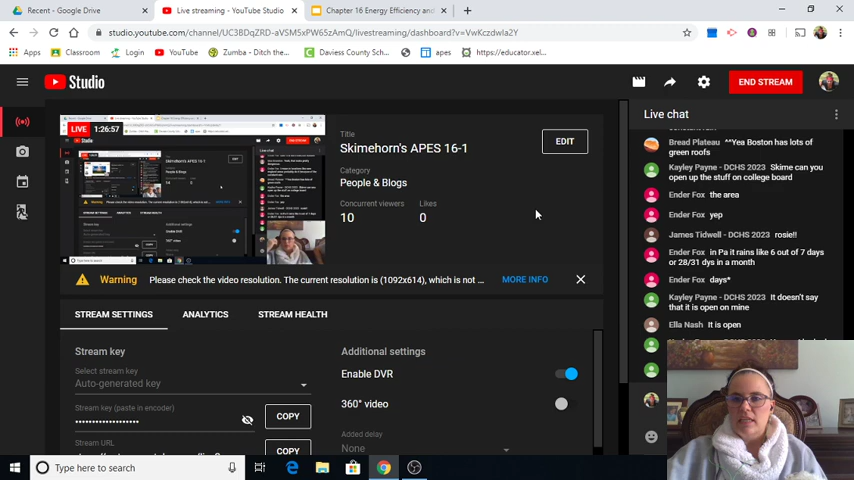 Recent - Google Drive
Live streaming - YouTube Studio
Chapter 16 Energy Efficiency and
studio.youtube.com/channel/UC3BDqZRD-aVSM5xPW65zAmQ/livestreaming/dashboard?v=VwKczdwla2Y
Apps
Classroom
Login
YouTube
Zumba - Ditch the...
Daviess County Sch...
apes
https://educator.xel...
Studio
END STREAM
LIVE 1:26:57
Title
Skimehorn's APES 16-1
EDIT
Category
People & Blogs
Concurrent viewers
Likes
10
0
Warning
Please check the video resolution. The current resolution is (1092x614), which is not ...
MORE INFO
STREAM SETTINGS
ANALYTICS
STREAM HEALTH
Stream key
Select stream key
Auto-generated key
Stream key (paste in encoder)
COPY
Stream URL
COPY
Additional settings
Enable DVR
360° video
Added delay
None
Live chat
Bread Plateau ^^Yea Boston has lots of
green roofs
Kayley Payne - DCHS 2023 Skime can you
open up the stuff on college board
Ender Fox the area
Ender Fox yep
James Tidwell - DCHS 2023 rosie!!
Ender Fox in Pa it rains like 6 out of 7 days
or 28/31 dys in a month
Ender Fox days*
Kayley Payne - DCHS 2023 It doesn't say
that it is open on mine
Ella Nash It is open
Type here to search